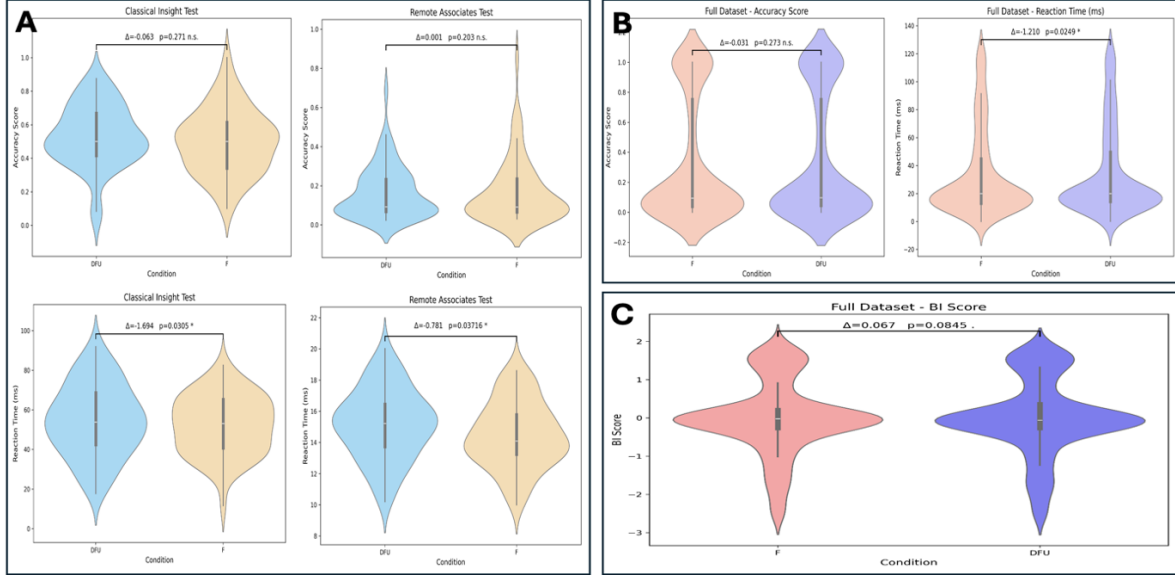 A
Classical Insight Test
Δ=-0.063 p=0.271 n.s.
Accuracy Score
1.0
0.8
0.6
0.4
0.2
0.0
DFU F
Condition
Remote Associates Test
Δ=0.001 p=0.203 n.s.
Accuracy Score
1.0
0.8
0.6
0.4
0.2
0.0
DFU F
Condition
Classical Insight Test
Δ=-1.694 p=0.0305 *
Reaction Time (ms)
100
80
60
40
20
0
DFU F
Condition
Remote Associates Test
Δ=-0.781 p=0.03716 *
Reaction Time (ms)
22
20
18
16
14
12
10
8
DFU F
Condition
B
Full Dataset - Accuracy Score
Δ=-0.031 p=0.273 n.s.
Accuracy Score
1.0
0.8
0.6
0.4
0.2
0.0
−0.2
F DFU
Condition
Full Dataset - Reaction Time (ms)
Δ=-1.210 p=0.0249 *
Reaction Time (ms)
140
120
100
80
60
40
20
0
−20
F DFU
Condition
C
Full Dataset - BI Score
Δ=0.067 p=0.0845 .
BI Score
2
1
0
−1
−2
−3
F DFU
Condition